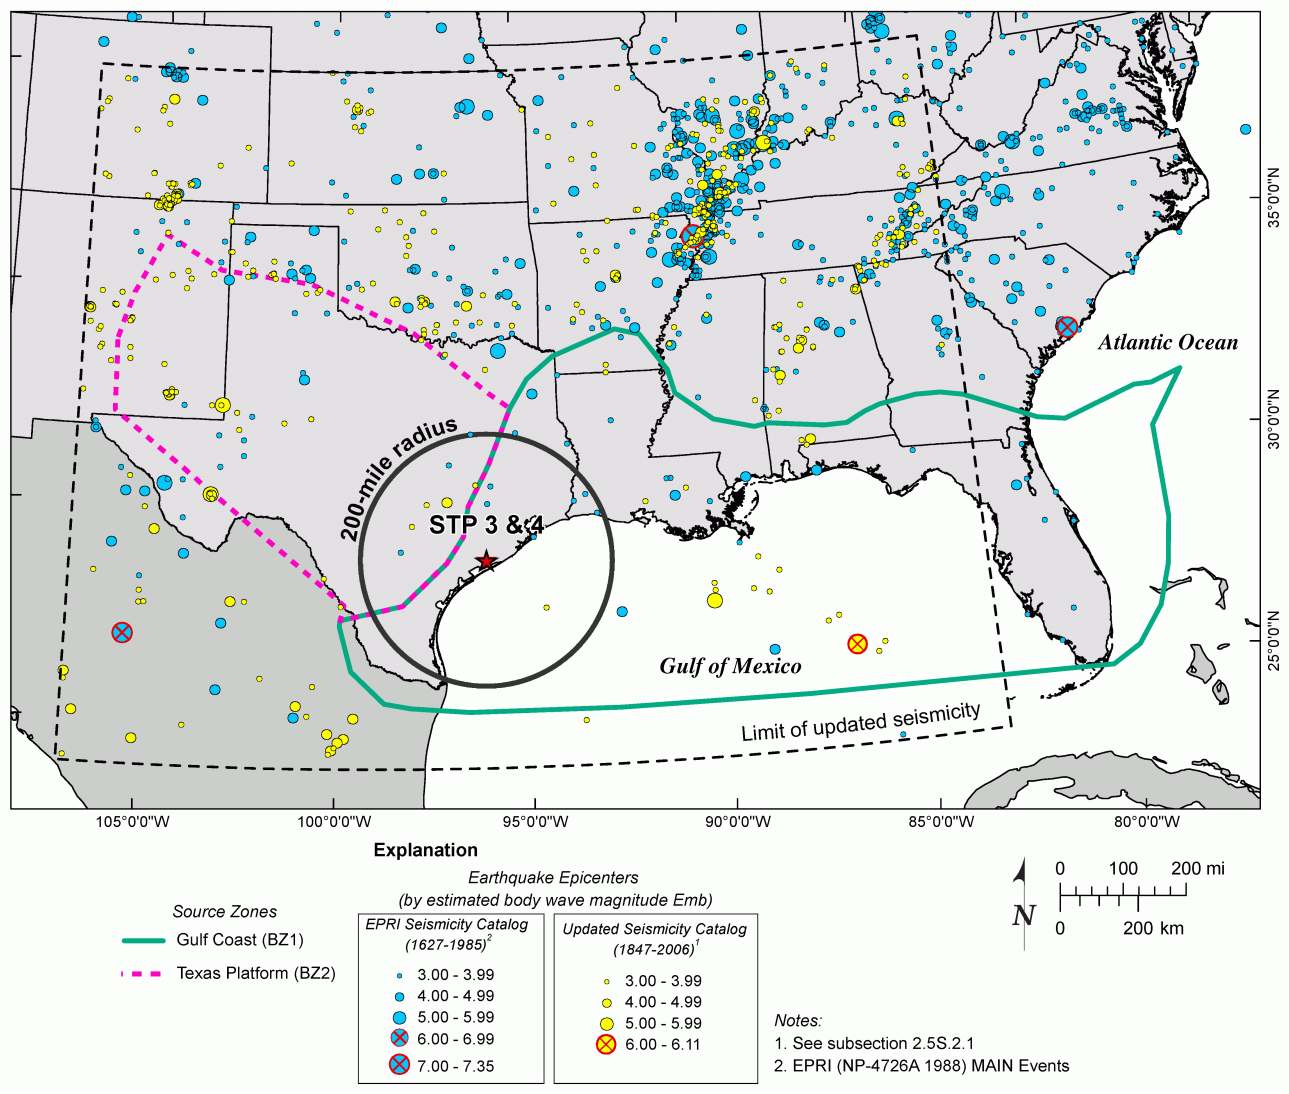 200-mile radius
STP 3 & 4
Atlantic Ocean
Gulf of Mexico
Limit of updated seismicity
35°0'0"N
30°0'0"N
25°0'0"N
105°0'0"W
100°0'0"W
95°0'0"W
90°0'0"W
85°0'0"W
80°0'0"W
Explanation
Earthquake Epicenters
(by estimated body wave magnitude Emb)
Source Zones
Gulf Coast (BZ1)
Texas Platform (BZ2)
EPRI Seismicity Catalog
(1627-1985)2
3.00 - 3.99
4.00 - 4.99
5.00 - 5.99
6.00 - 6.99
7.00 - 7.35
Updated Seismicity Catalog
(1847-2006)1
3.00 - 3.99
4.00 - 4.99
5.00 - 5.99
6.00 - 6.11
N
0 100 200 mi
0 200 km
Notes:
1. See subsection 2.5S.2.1
2. EPRI (NP-4726A 1988) MAIN Events